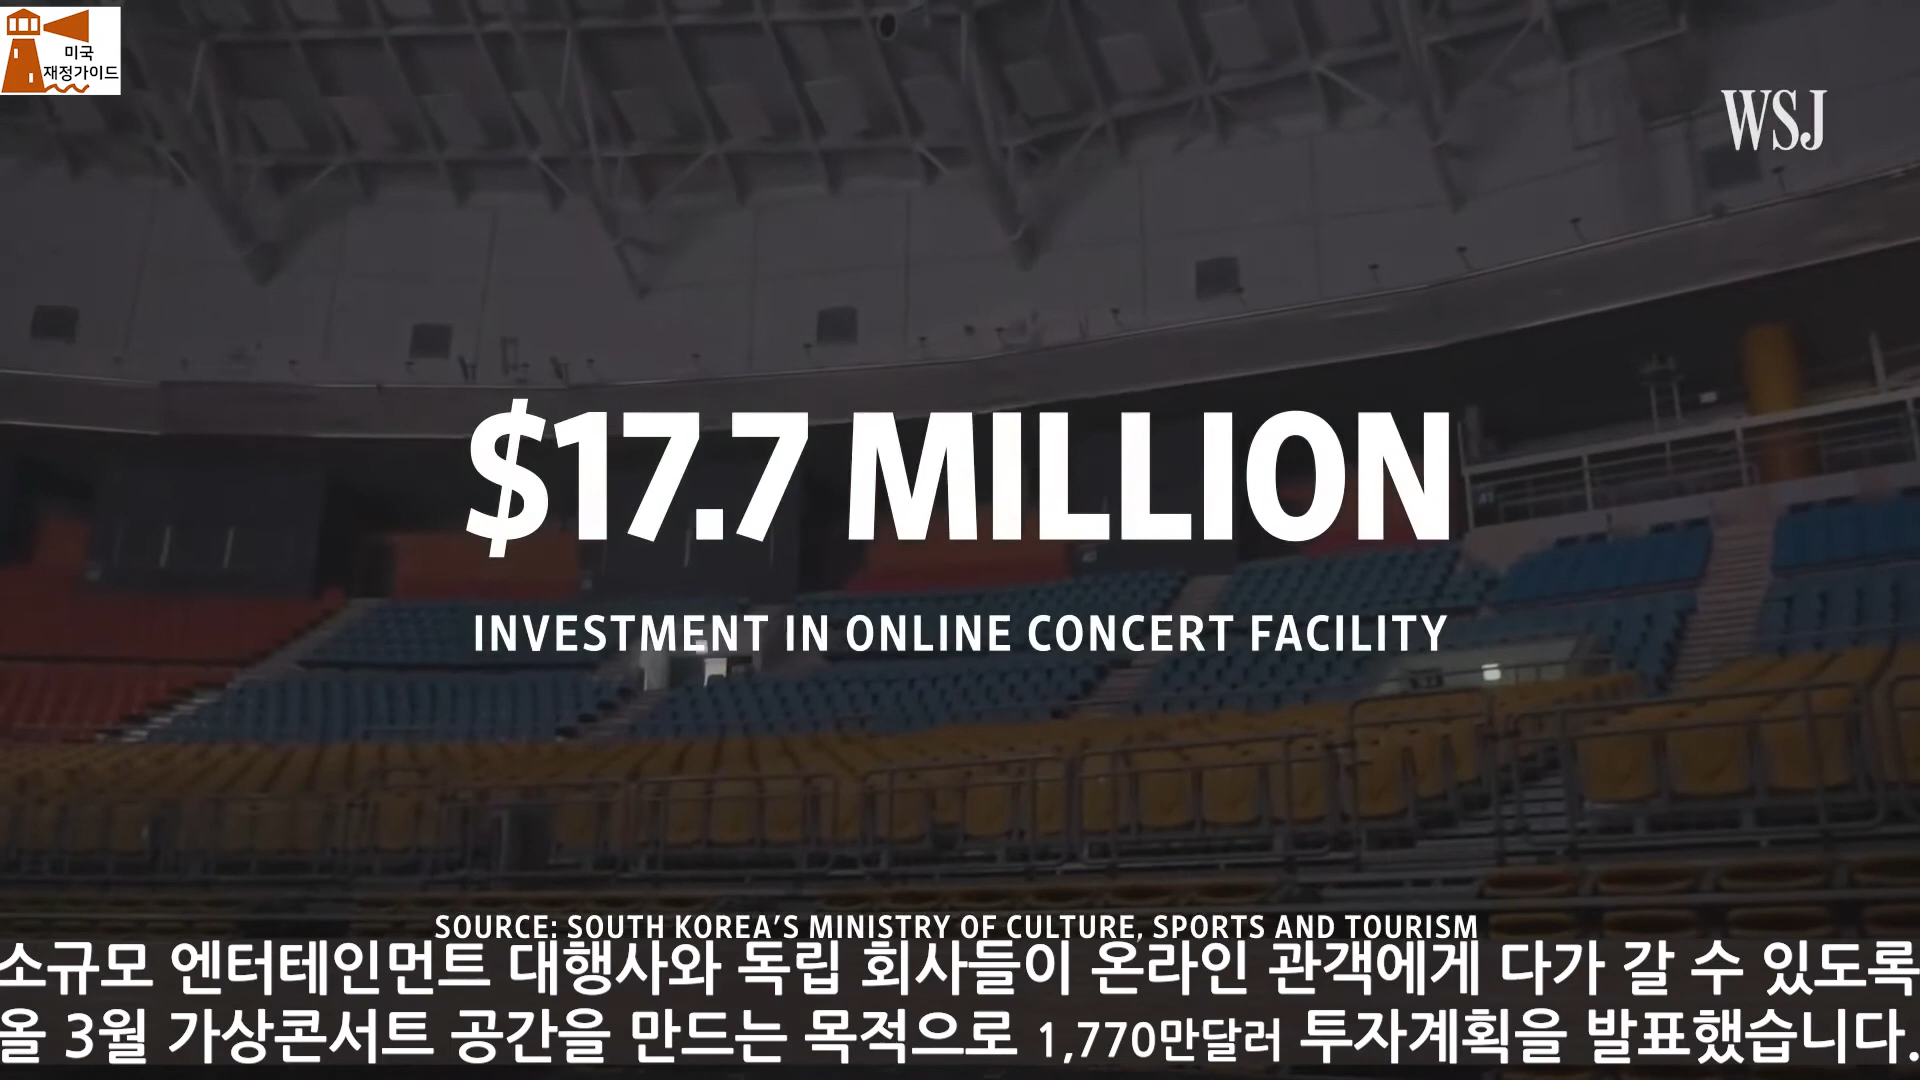 미국
재정가이드
WSJ
$17.7 MILLION
INVESTMENT IN ONLINE CONCERT FACILITY
SOURCE: SOUTH KOREA'S MINISTRY OF CULTURE, SPORTS AND TOURISM
소규모 엔터테인먼트 대행사와 독립 회사들이 온라인 관객에게 다가 갈 수 있도록
올 3월 가상콘서트 공간을 만드는 목적으로 1,770만달러 투자계획을 발표했습니다.